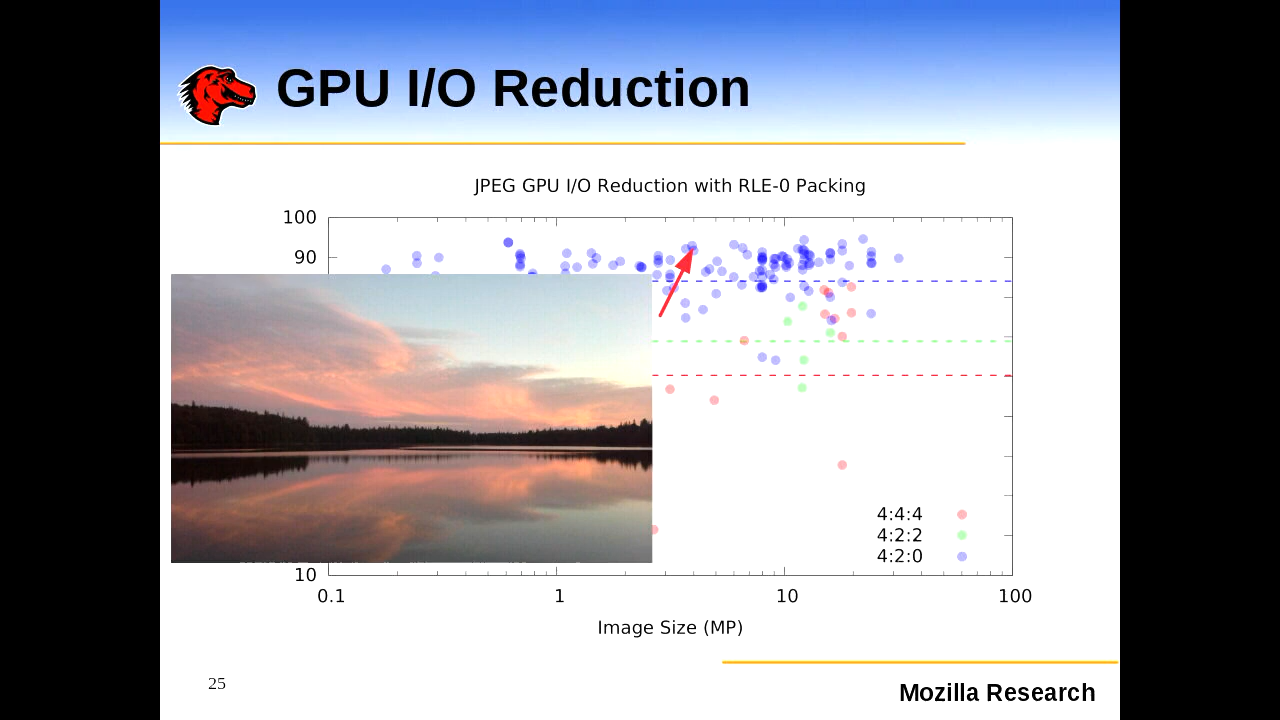 GPU I/O Reduction
JPEG GPU I/O Reduction with RLE-0 Packing
100
90
10
0.1
1
10
100
4:4:4
4:2:2
4:2:0
Image Size (MP)
25
Mozilla Research